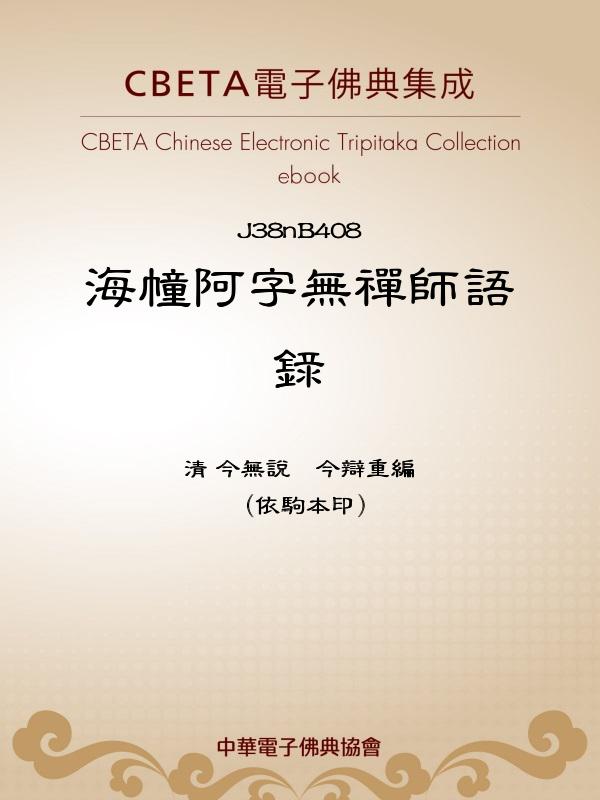 CBETA電子佛典集成
CBETA Chinese Electronic Tripitaka Collection
ebook
J38nB408
海幢阿字無禪師語
錄
清 今無說　今辯重編
(依駒本印)
中華電子佛典協會